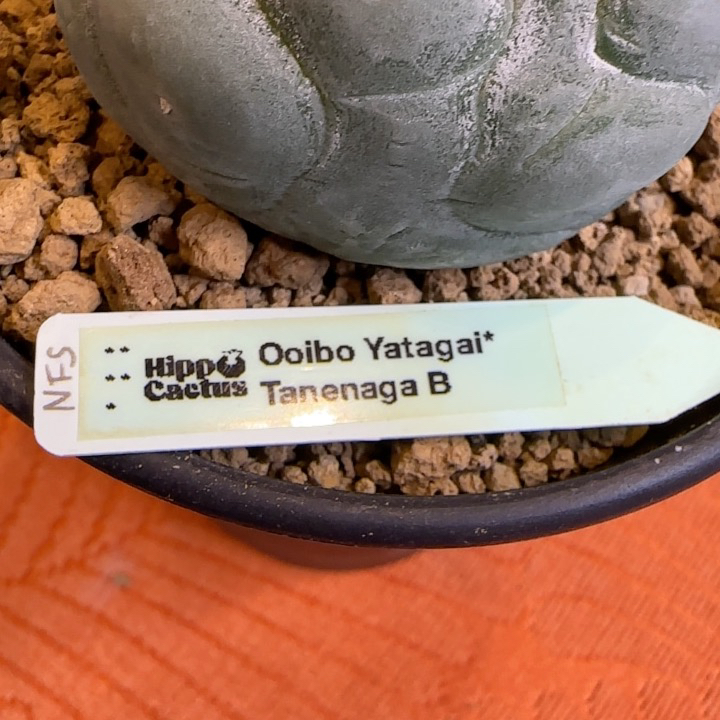 NFS
**
**
*
Hippo
Cactus
Ooibo Yatagai*
Tanenaga B